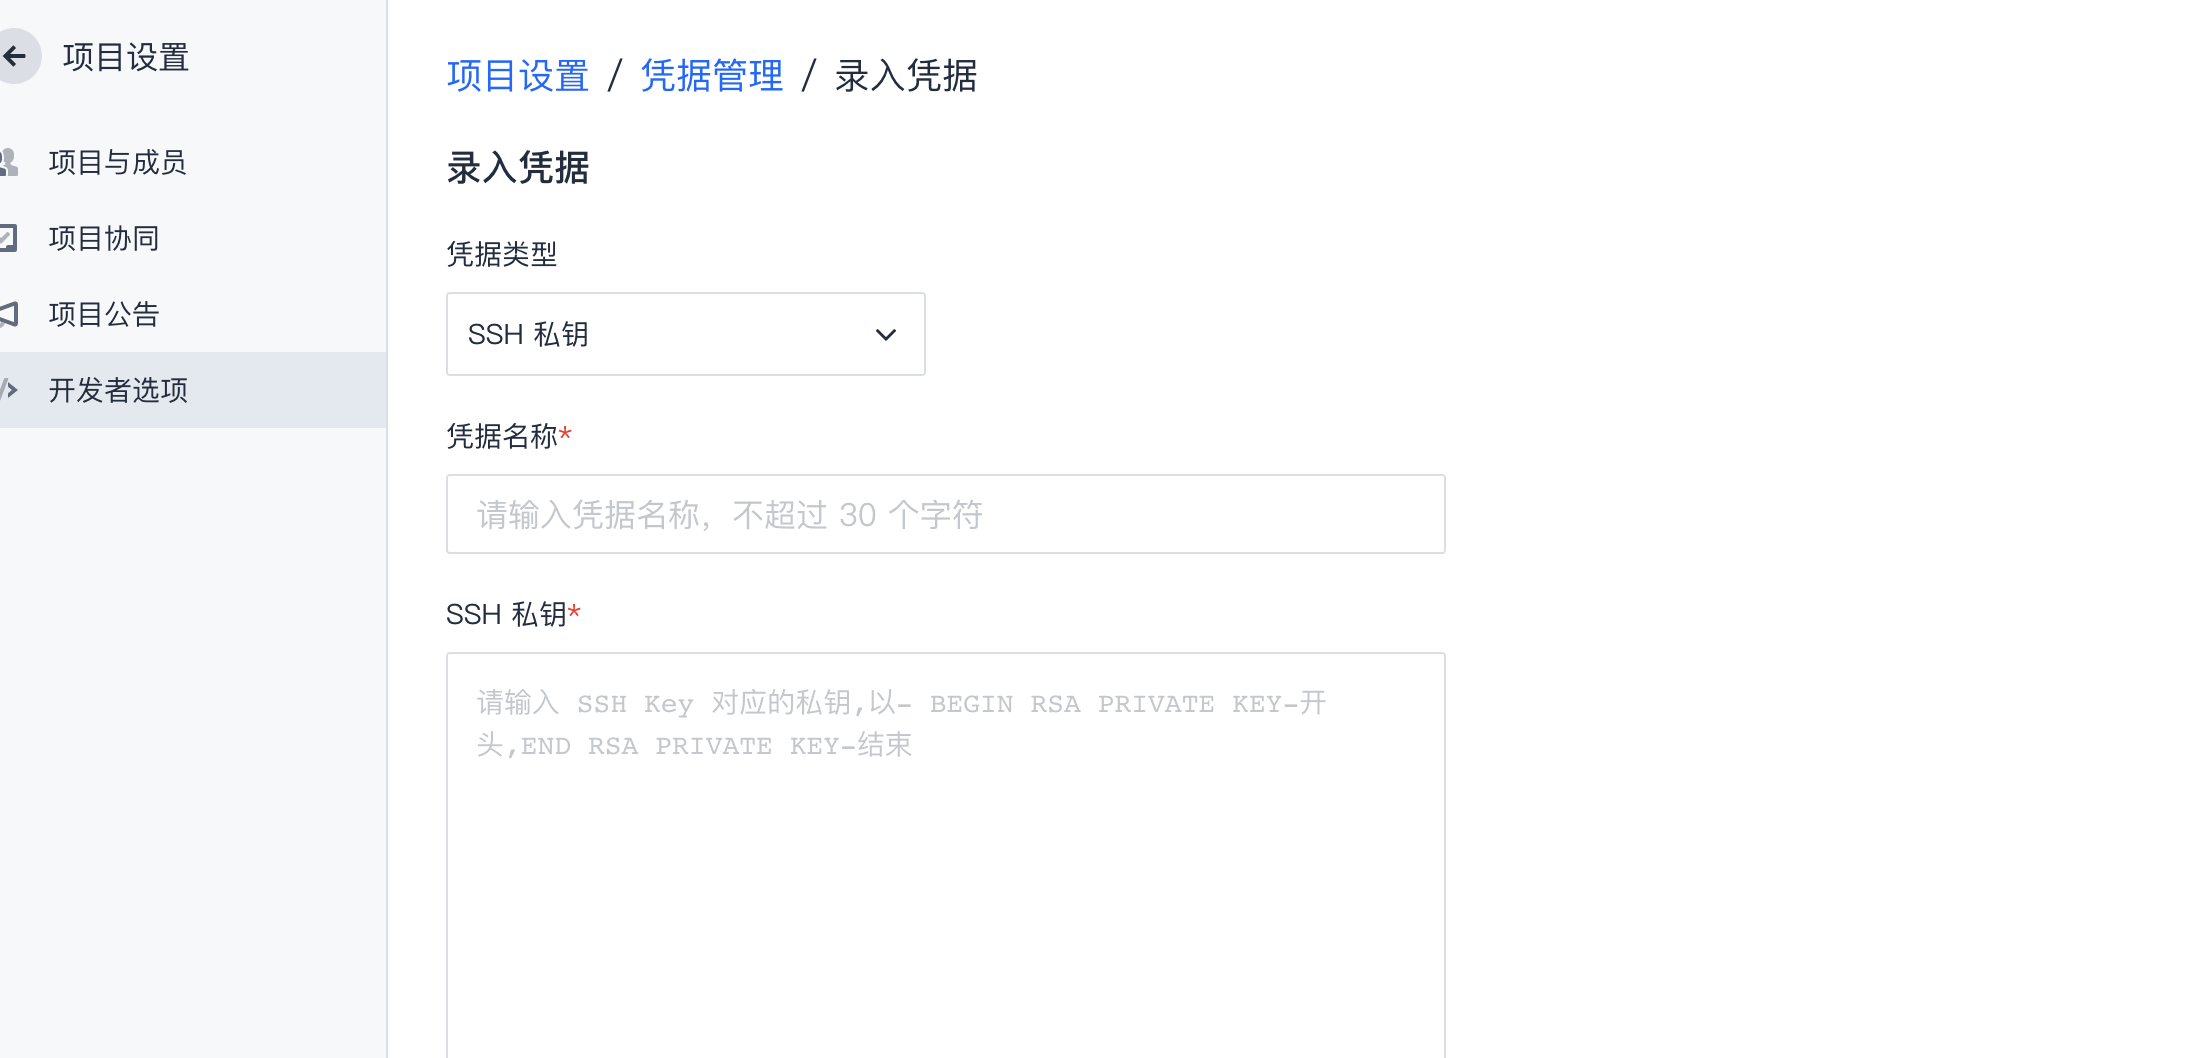 项目设置
项目与成员
项目协同
项目公告
开发者选项
项目设置 / 凭据管理 / 录入凭据
录入凭据
凭据类型
SSH 私钥
凭据名称*
请输入凭据名称，不超过 30 个字符
SSH 私钥*
请输入 SSH Key 对应的私钥,以- BEGIN RSA PRIVATE KEY-开
头,END RSA PRIVATE KEY-结束